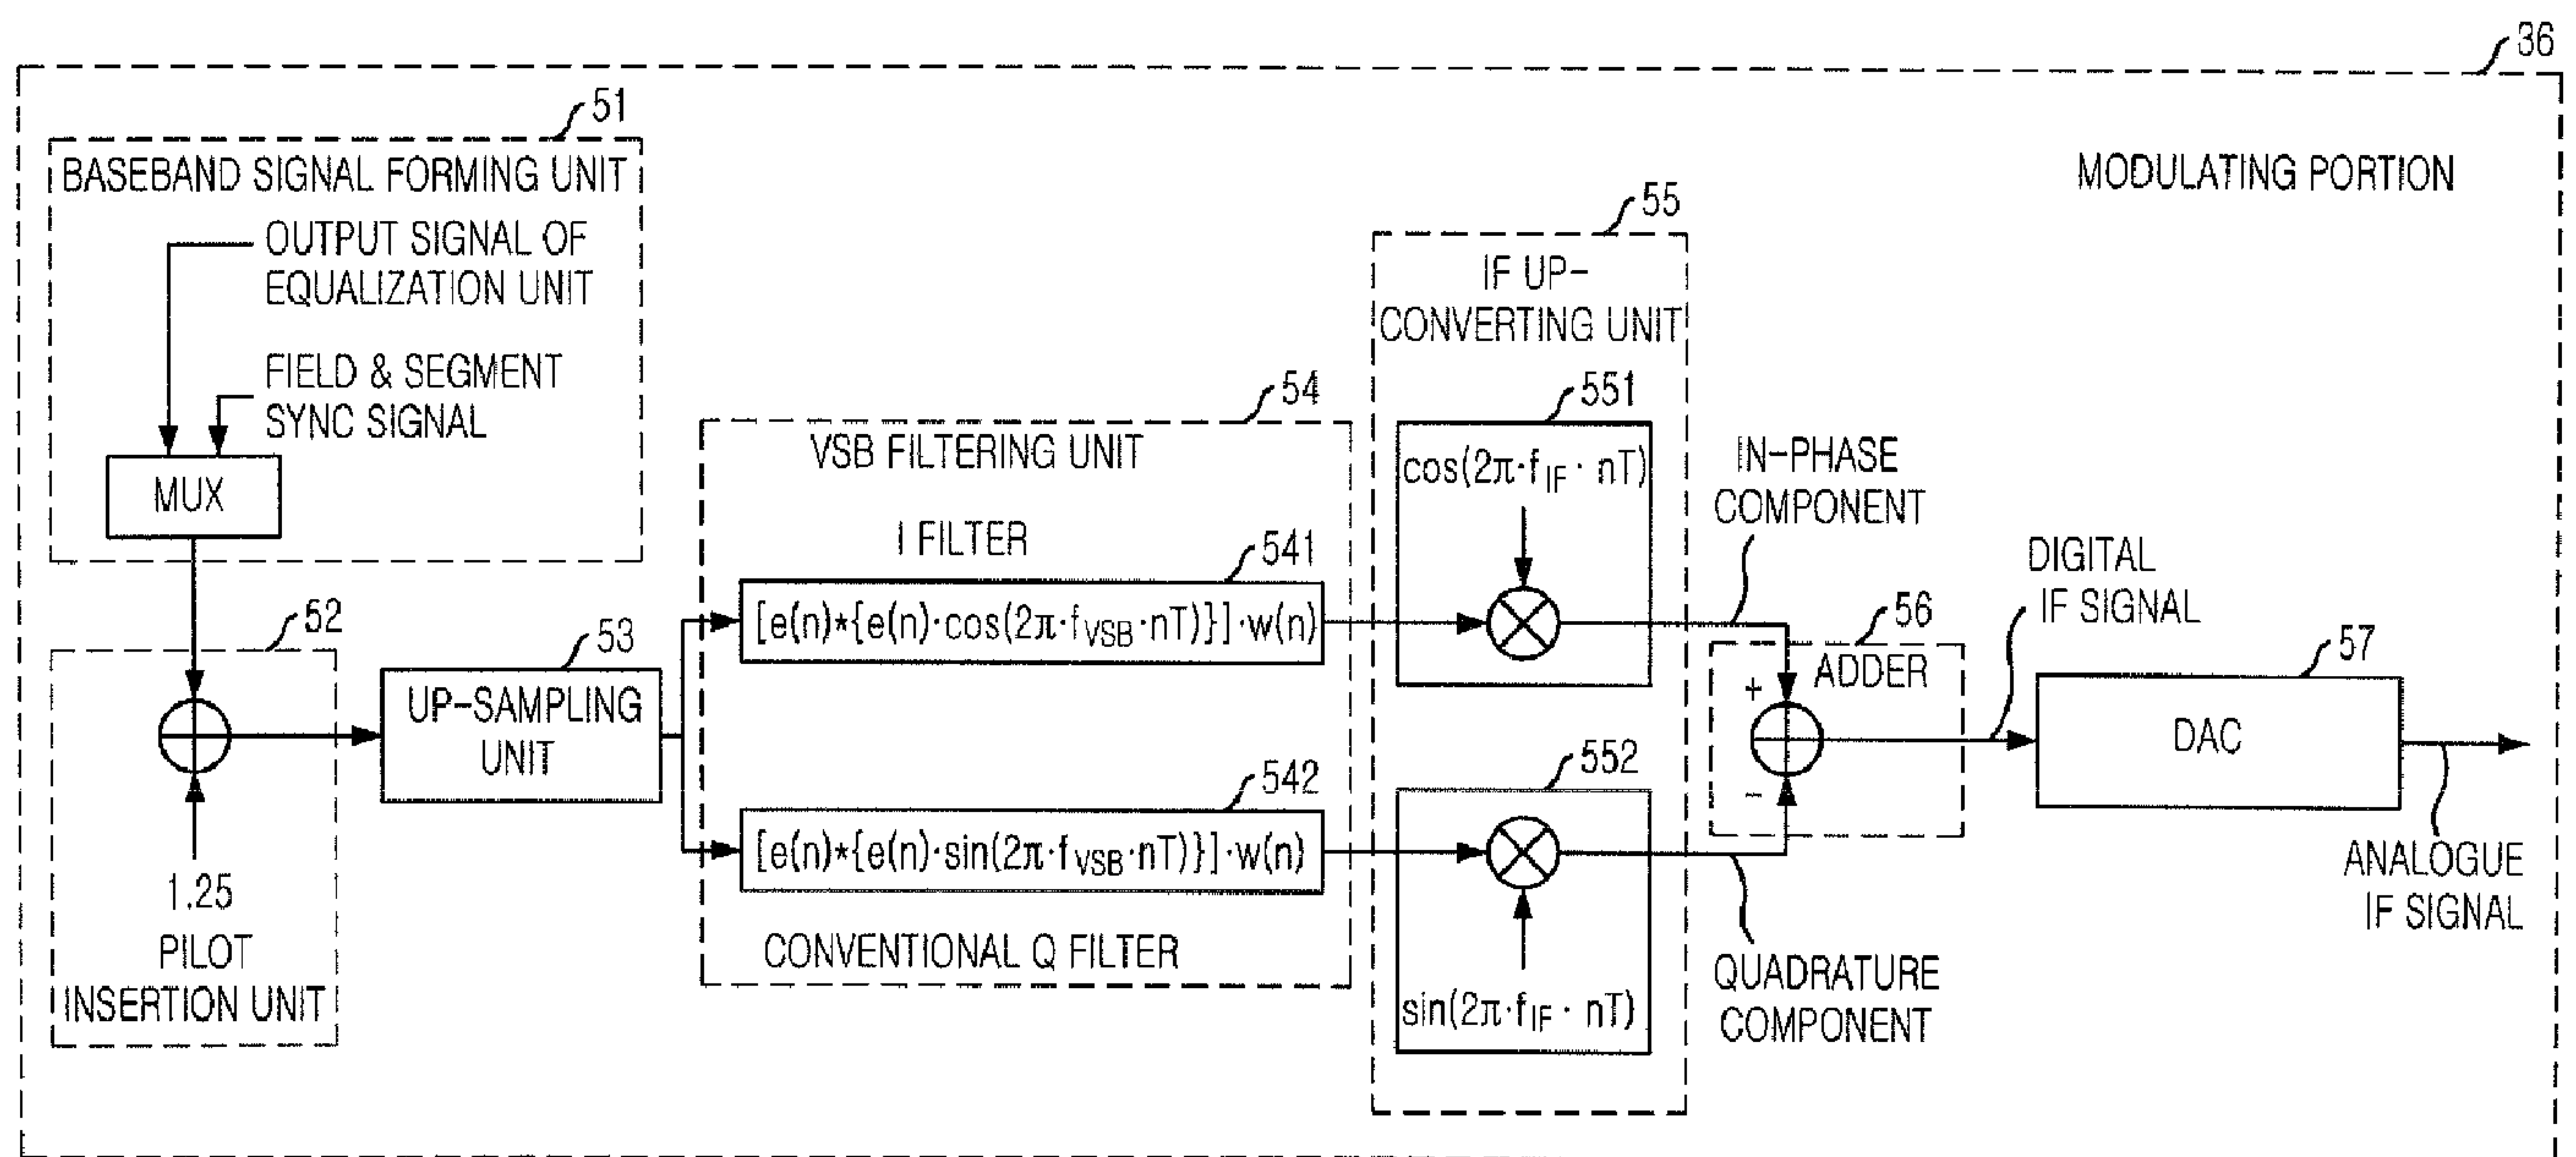 36
MODULATING PORTION
51
BASEBAND SIGNAL FORMING UNIT
OUTPUT SIGNAL OF
EQUALIZATION UNIT
FIELD & SEGMENT
SYNC SIGNAL
MUX
52
1.25
PILOT
INSERTION UNIT
53
UP-SAMPLING
UNIT
54
VSB FILTERING UNIT
I FILTER
541
[e(n)*{e(n)·cos(2π·fVSB·nT)}]·w(n)
542
[e(n)*{e(n)·sin(2π·fVSB·nT)}]·w(n)
CONVENTIONAL Q FILTER
55
IF UP-
CONVERTING UNIT
551
cos(2π·fIF · nT)
552
sin(2π·fIF · nT)
IN-PHASE
COMPONENT
QUADRATURE
COMPONENT
56
ADDER
+
-
DIGITAL
IF SIGNAL
57
DAC
ANALOGUE
IF SIGNAL